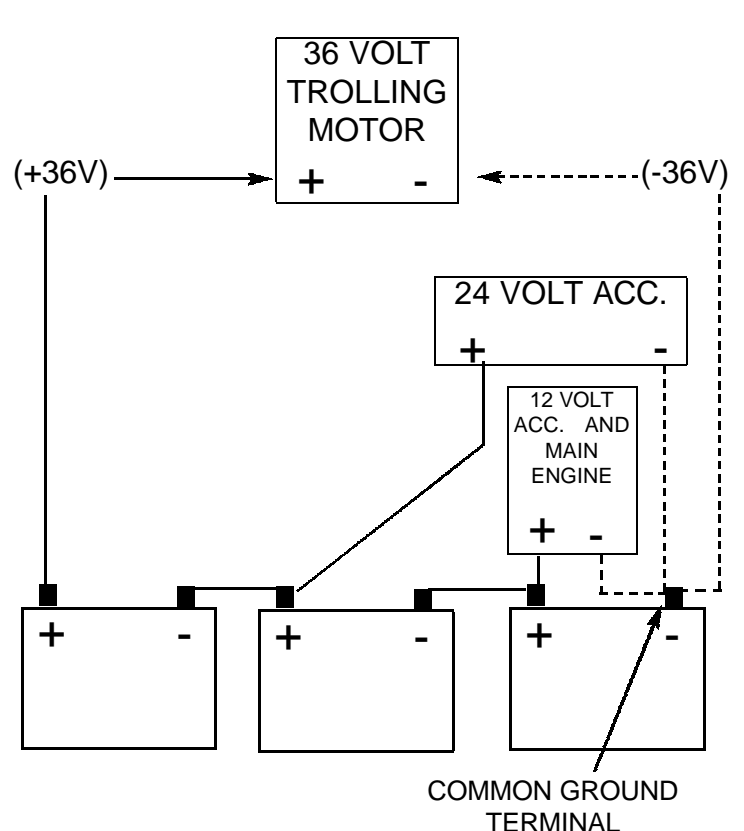 36 VOLT
TROLLING
MOTOR
+ -
(+36V)
(-36V)
24 VOLT ACC.
+ -
12 VOLT
ACC. AND
MAIN
ENGINE
+ -
+ -
+ -
+ -
COMMON GROUND
TERMINAL